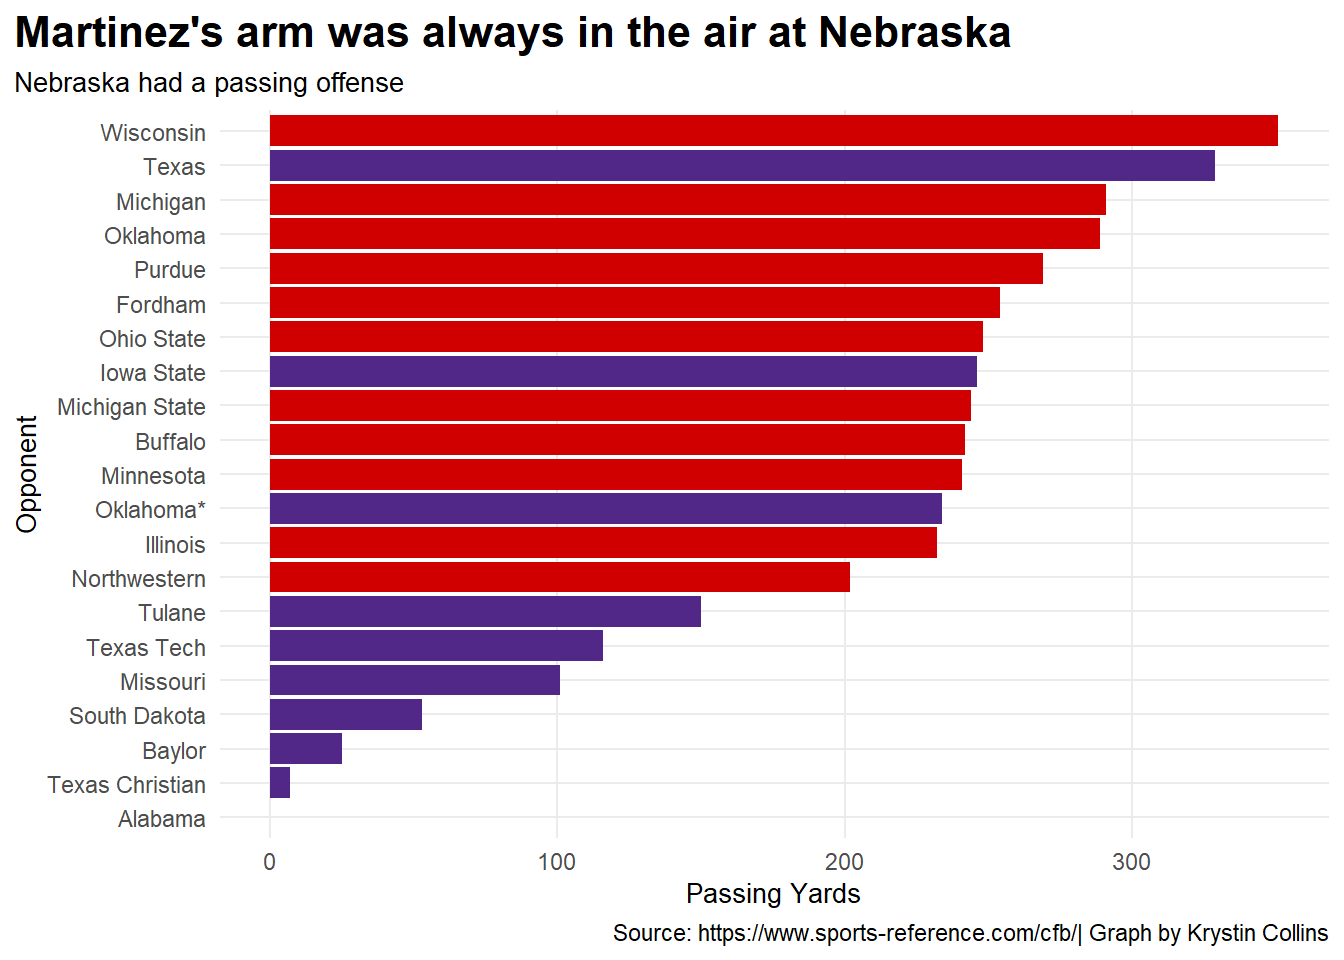 Martinez's arm was always in the air at Nebraska
Nebraska had a passing offense
Opponent
Wisconsin
Texas
Michigan
Oklahoma
Purdue
Fordham
Ohio State
Iowa State
Michigan State
Buffalo
Minnesota
Oklahoma*
Illinois
Northwestern
Tulane
Texas Tech
Missouri
South Dakota
Baylor
Texas Christian
Alabama
0 100 200 300
Passing Yards
Source: https://www.sports-reference.com/cfb/| Graph by Krystin Collins